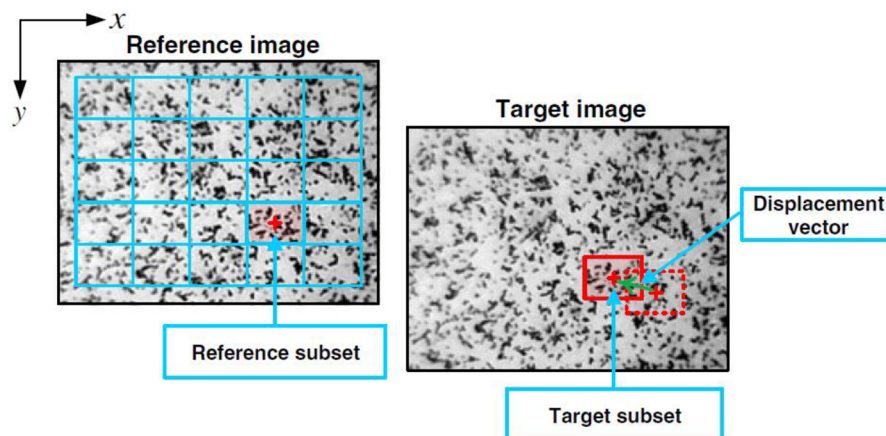 x
Reference image
y
Target image
Displacement
vector
Reference subset
Target subset